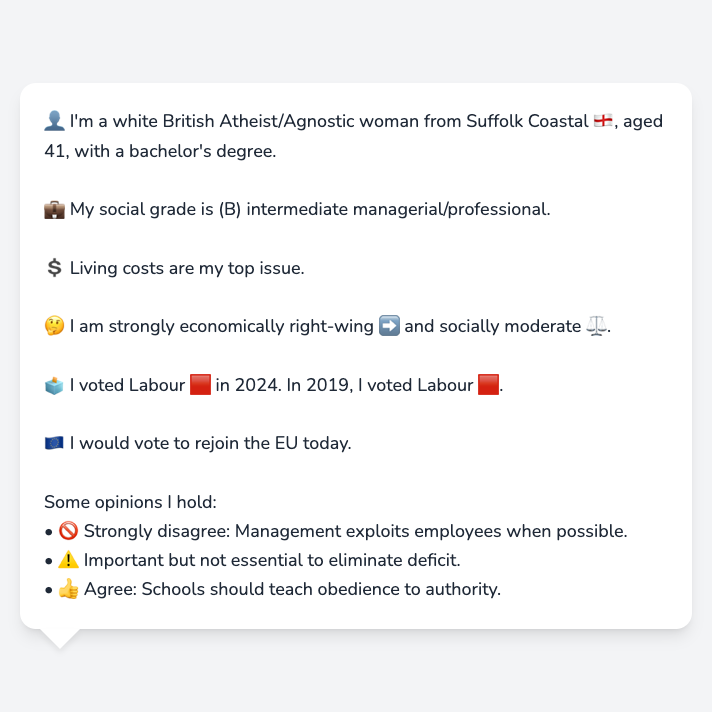 👤 I'm a white British Atheist/Agnostic woman from Suffolk Coastal 🏴󠁧󠁢󠁥󠁮󠁧󠁿, aged
41, with a bachelor's degree.
💼 My social grade is (B) intermediate managerial/professional.
💲 Living costs are my top issue.
🤔 I am strongly economically right-wing ➡️ and socially moderate ⚖️.
🗳️ I voted Labour 🟥 in 2024. In 2019, I voted Labour 🟥.
🇪🇺 I would vote to rejoin the EU today.
Some opinions I hold:
• 🚫 Strongly disagree: Management exploits employees when possible.
• ⚠️ Important but not essential to eliminate deficit.
• 👍 Agree: Schools should teach obedience to authority.